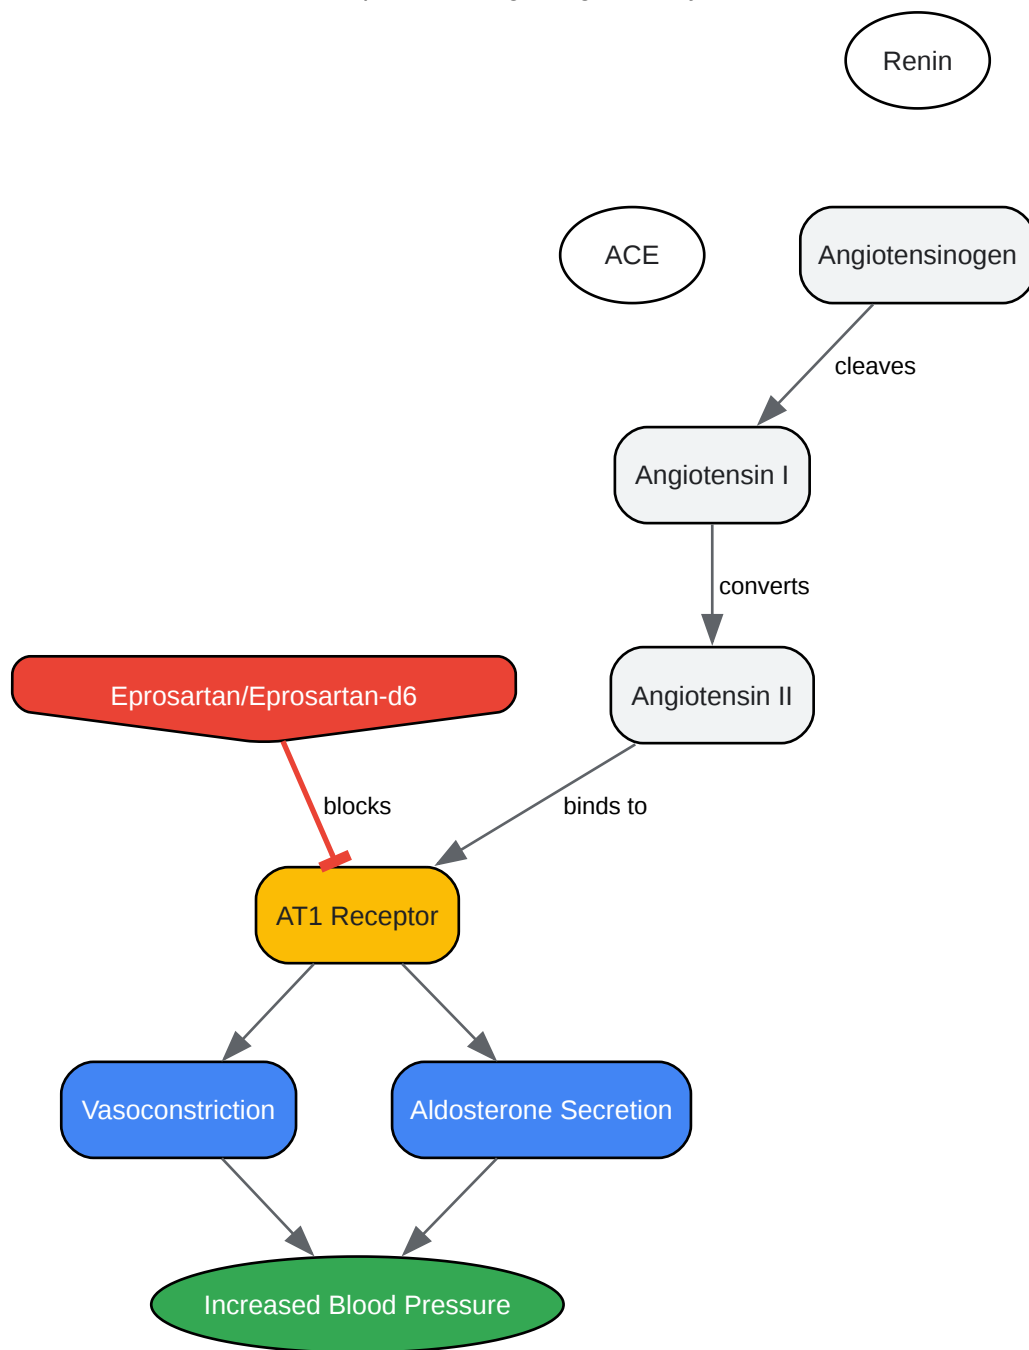 Renin
ACE
Angiotensinogen
cleaves
Angiotensin I
converts
Eprosartan/Eprosartan-d6
Angiotensin II
blocks
binds to
AT1 Receptor
Vasoconstriction
Aldosterone Secretion
Increased Blood Pressure